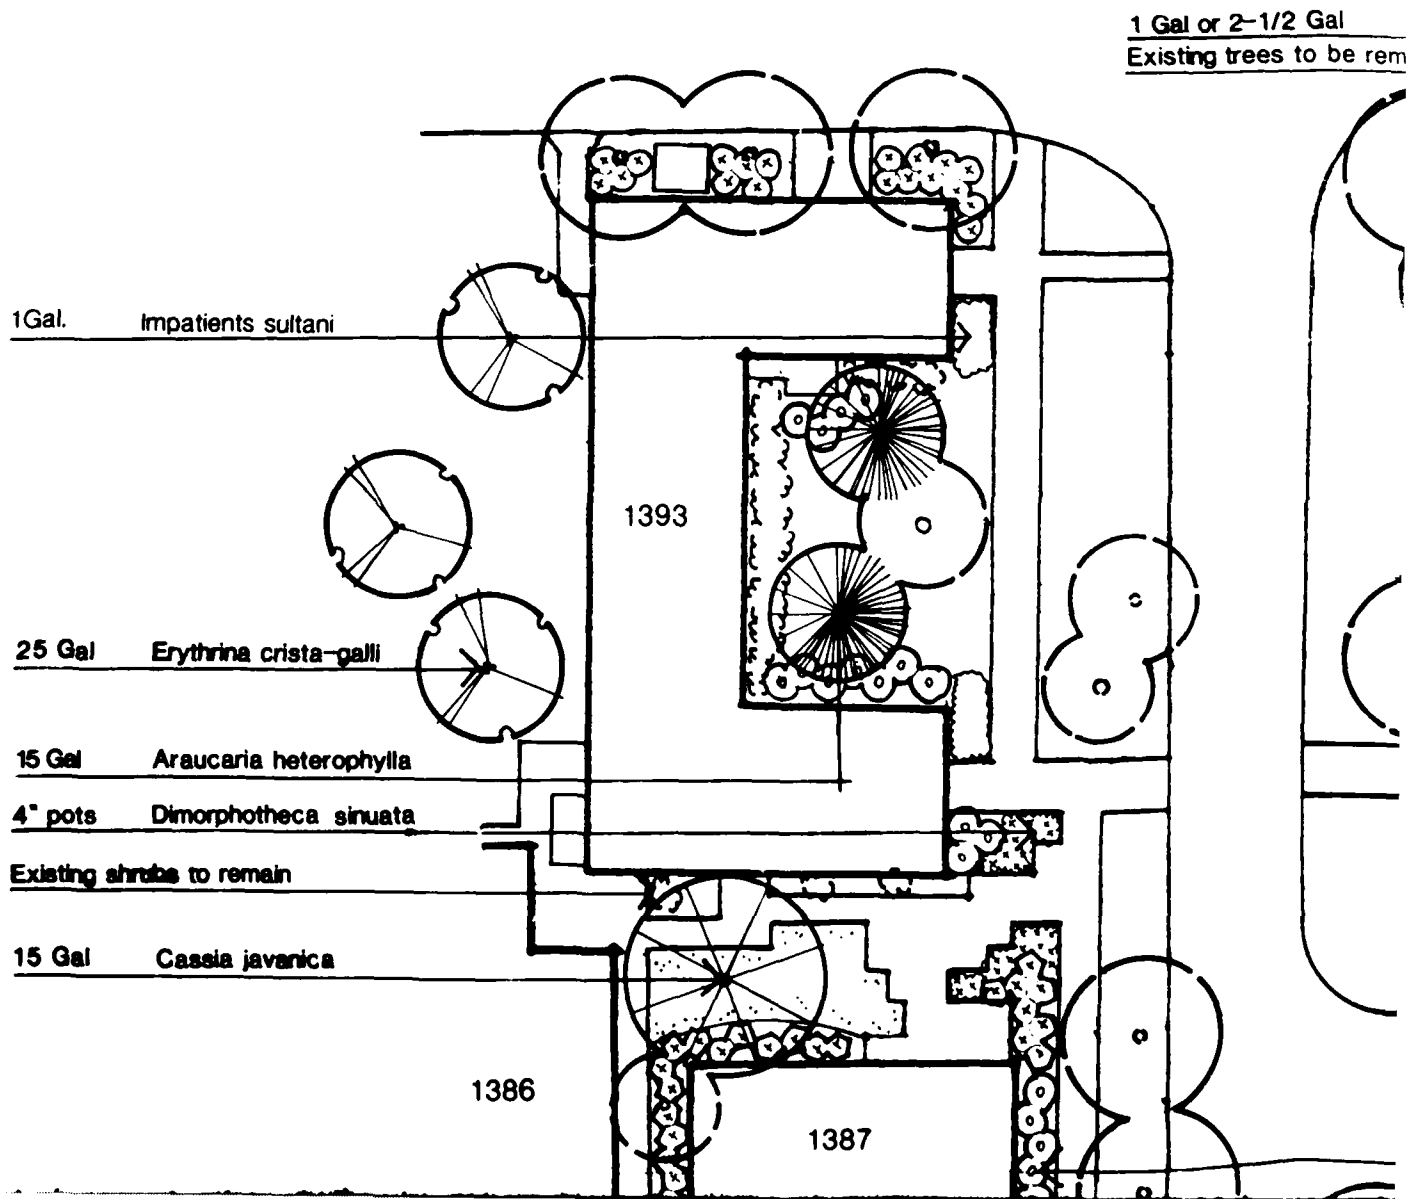 1 Gal or 2-1/2 Gal
Existing trees to be rem
1Gal. Impatients sultani
1393
25 Gal Erythrina crista-galli
15 Gal Araucaria heterophylla
4" pots Dimorphotheca sinuata
Existing shrubs to remain
15 Gal Cassia javanica
1386
1387